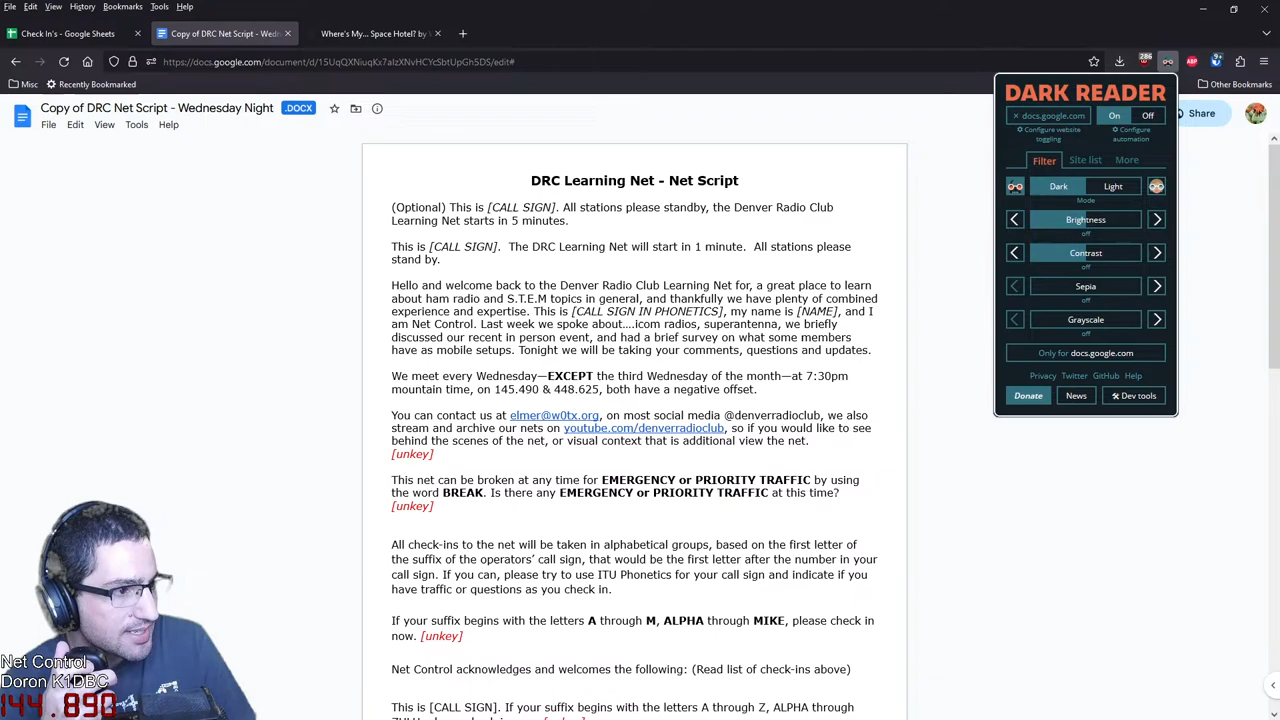 File Edit View History Bookmarks Tools Help
Check In's - Google Sheets
Copy of DRC Net Script - Wedn
Where's My... Space Hotel? by
https://docs.google.com/document/d/
/edit#
286
Misc
Recently Bookmarked
Other Bookmarks
Copy of DRC Net Script - Wednesday Night .DOCX
File Edit View Tools Help
Share
DRC Learning Net - Net Script
(Optional) This is [CALL SIGN]. All stations please standby, the Denver Radio Club
Learning Net starts in 5 minutes.
This is [CALL SIGN]. The DRC Learning Net will start in 1 minute. All stations please
stand by.
Hello and welcome back to the Denver Radio Club Learning Net for, a great place to learn
about ham radio and S.T.E.M topics in general, and thankfully we have plenty of combined
experience and expertise. This is [CALL SIGN IN PHONETICS], my name is [NAME], and I
am Net Control. Last week we spoke about....icom radios, superantenna, we briefly
discussed our recent in person event, and had a brief survey on what some members
have as mobile setups. Tonight we will be taking your comments, questions and updates.
We meet every Wednesday—EXCEPT the third Wednesday of the month—at 7:30pm
mountain time, on 145.490 & 448.625, both have a negative offset.
You can contact us at elmer@w0tx.org, on most social media @denverradioclub, we also
stream and archive our nets on youtube.com/denverradioclub, so if you would like to see
behind the scenes of the net, or visual context that is additional view the net.
[unkey]
This net can be broken at any time for EMERGENCY or PRIORITY TRAFFIC by using
the word BREAK. Is there any EMERGENCY or PRIORITY TRAFFIC at this time?
[unkey]
All check-ins to the net will be taken in alphabetical groups, based on the first letter of
the suffix of the operators' call sign, that would be the first letter after the number in your
call sign. If you can, please try to use ITU Phonetics for your call sign and indicate if you
have traffic or questions as you check in.
If your suffix begins with the letters A through M, ALPHA through MIKE, please check in
now. [unkey]
Net Control acknowledges and welcomes the following: (Read list of check-ins above)
This is [CALL SIGN]. If your suffix begins with the letters A through Z, ALPHA through
DARK READER
docs.google.com
On Off
Configure website toggling
Configure automation
Filter Site list More
Dark Light
Mode
Brightness
off
Contrast
off
Sepia
off
Grayscale
off
Only for docs.google.com
Privacy Twitter GitHub Help
Donate News Dev tools
Net Control
Doron K1DBC
144.890